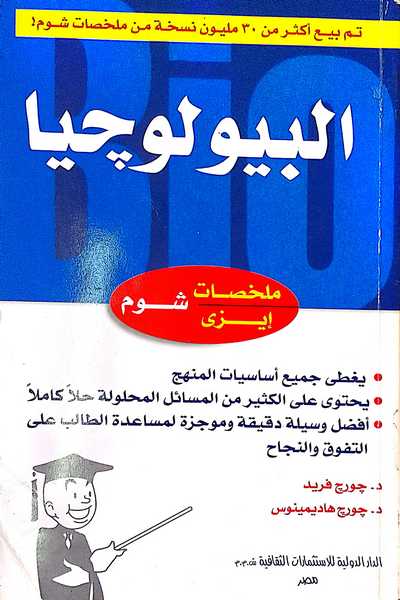 تم بيع أكثر من ٣٠ مليون نسخة من ملخصات شوم!
Bio
البيولوچيا
ملخصات
إيزى
شوم
يغطى جميع أساسيات المنهج
يحتوى على الكثير من المسائل المحلولة حلاً كاملاً
أفضل وسيلة دقيقة وموجزة لمساعدة الطالب على
التفوق والنجاح
د. چورچ فريد
د. چورچ هاديمينوس
الدار الدولية للاستثمارات الثقافية ش.م.م
مصر